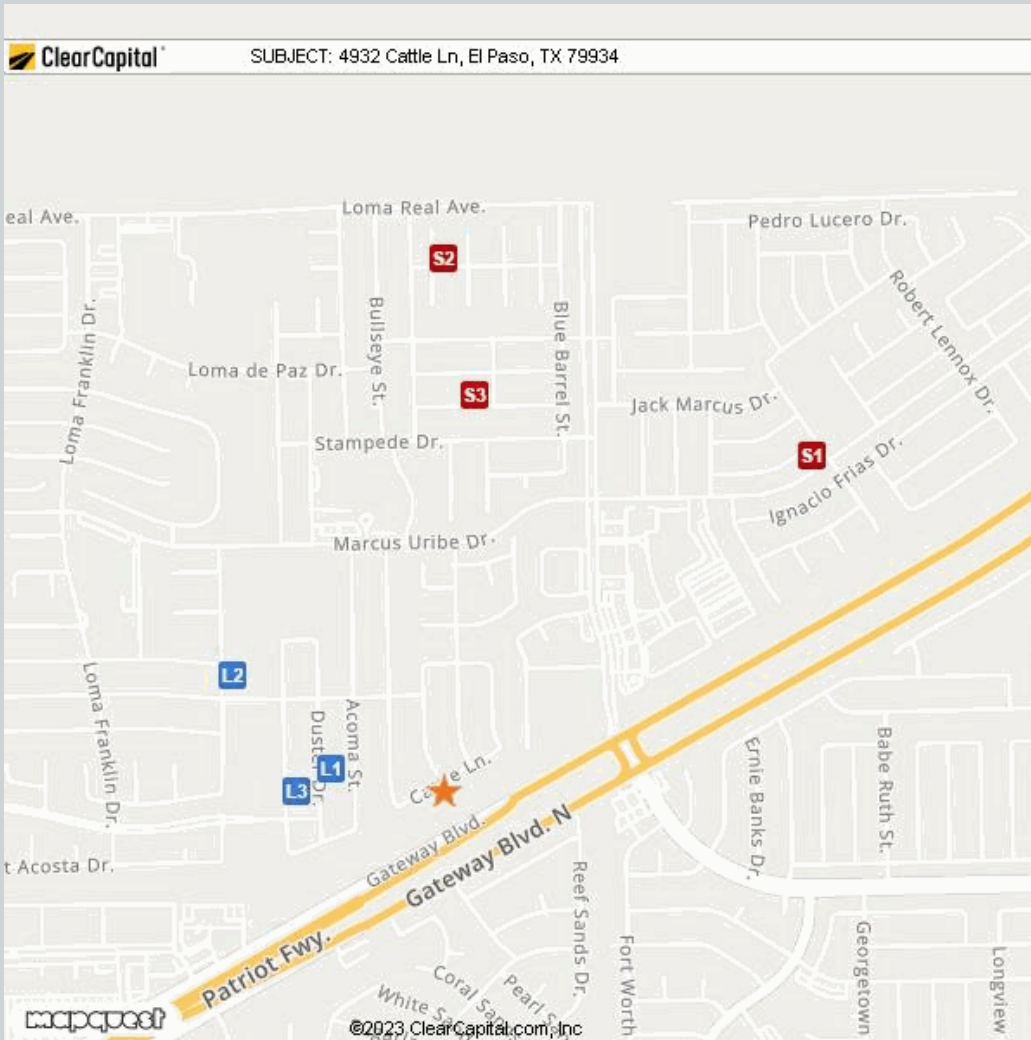 ClearCapital
SUBJECT: 4932 Cattle Ln, El Paso, TX 79934
eal Ave.
Loma Real Ave.
Pedro Lucero Dr.
S2
Robert Lennox Dr.
Loma Franklin Dr.
Bullseye St.
Blue Barrel St.
Loma de Paz Dr.
S3
Jack Marcus Dr.
Stampede Dr.
S1
Ignacio Frias Dr.
Marcus Uribe Dr.
L2
Loma Franklin Dr.
Acoma St.
L1
L3
Gateway Blvd.
Gateway Blvd. N
Ernie Banks Dr.
Babe Ruth St.
t Acosta Dr.
Reef Sands Dr.
Patriot Fwy.
Fort Worth
Georgetown
Longview
Coral
Pearl
White
mapquest
©2023 ClearCapital.com, Inc